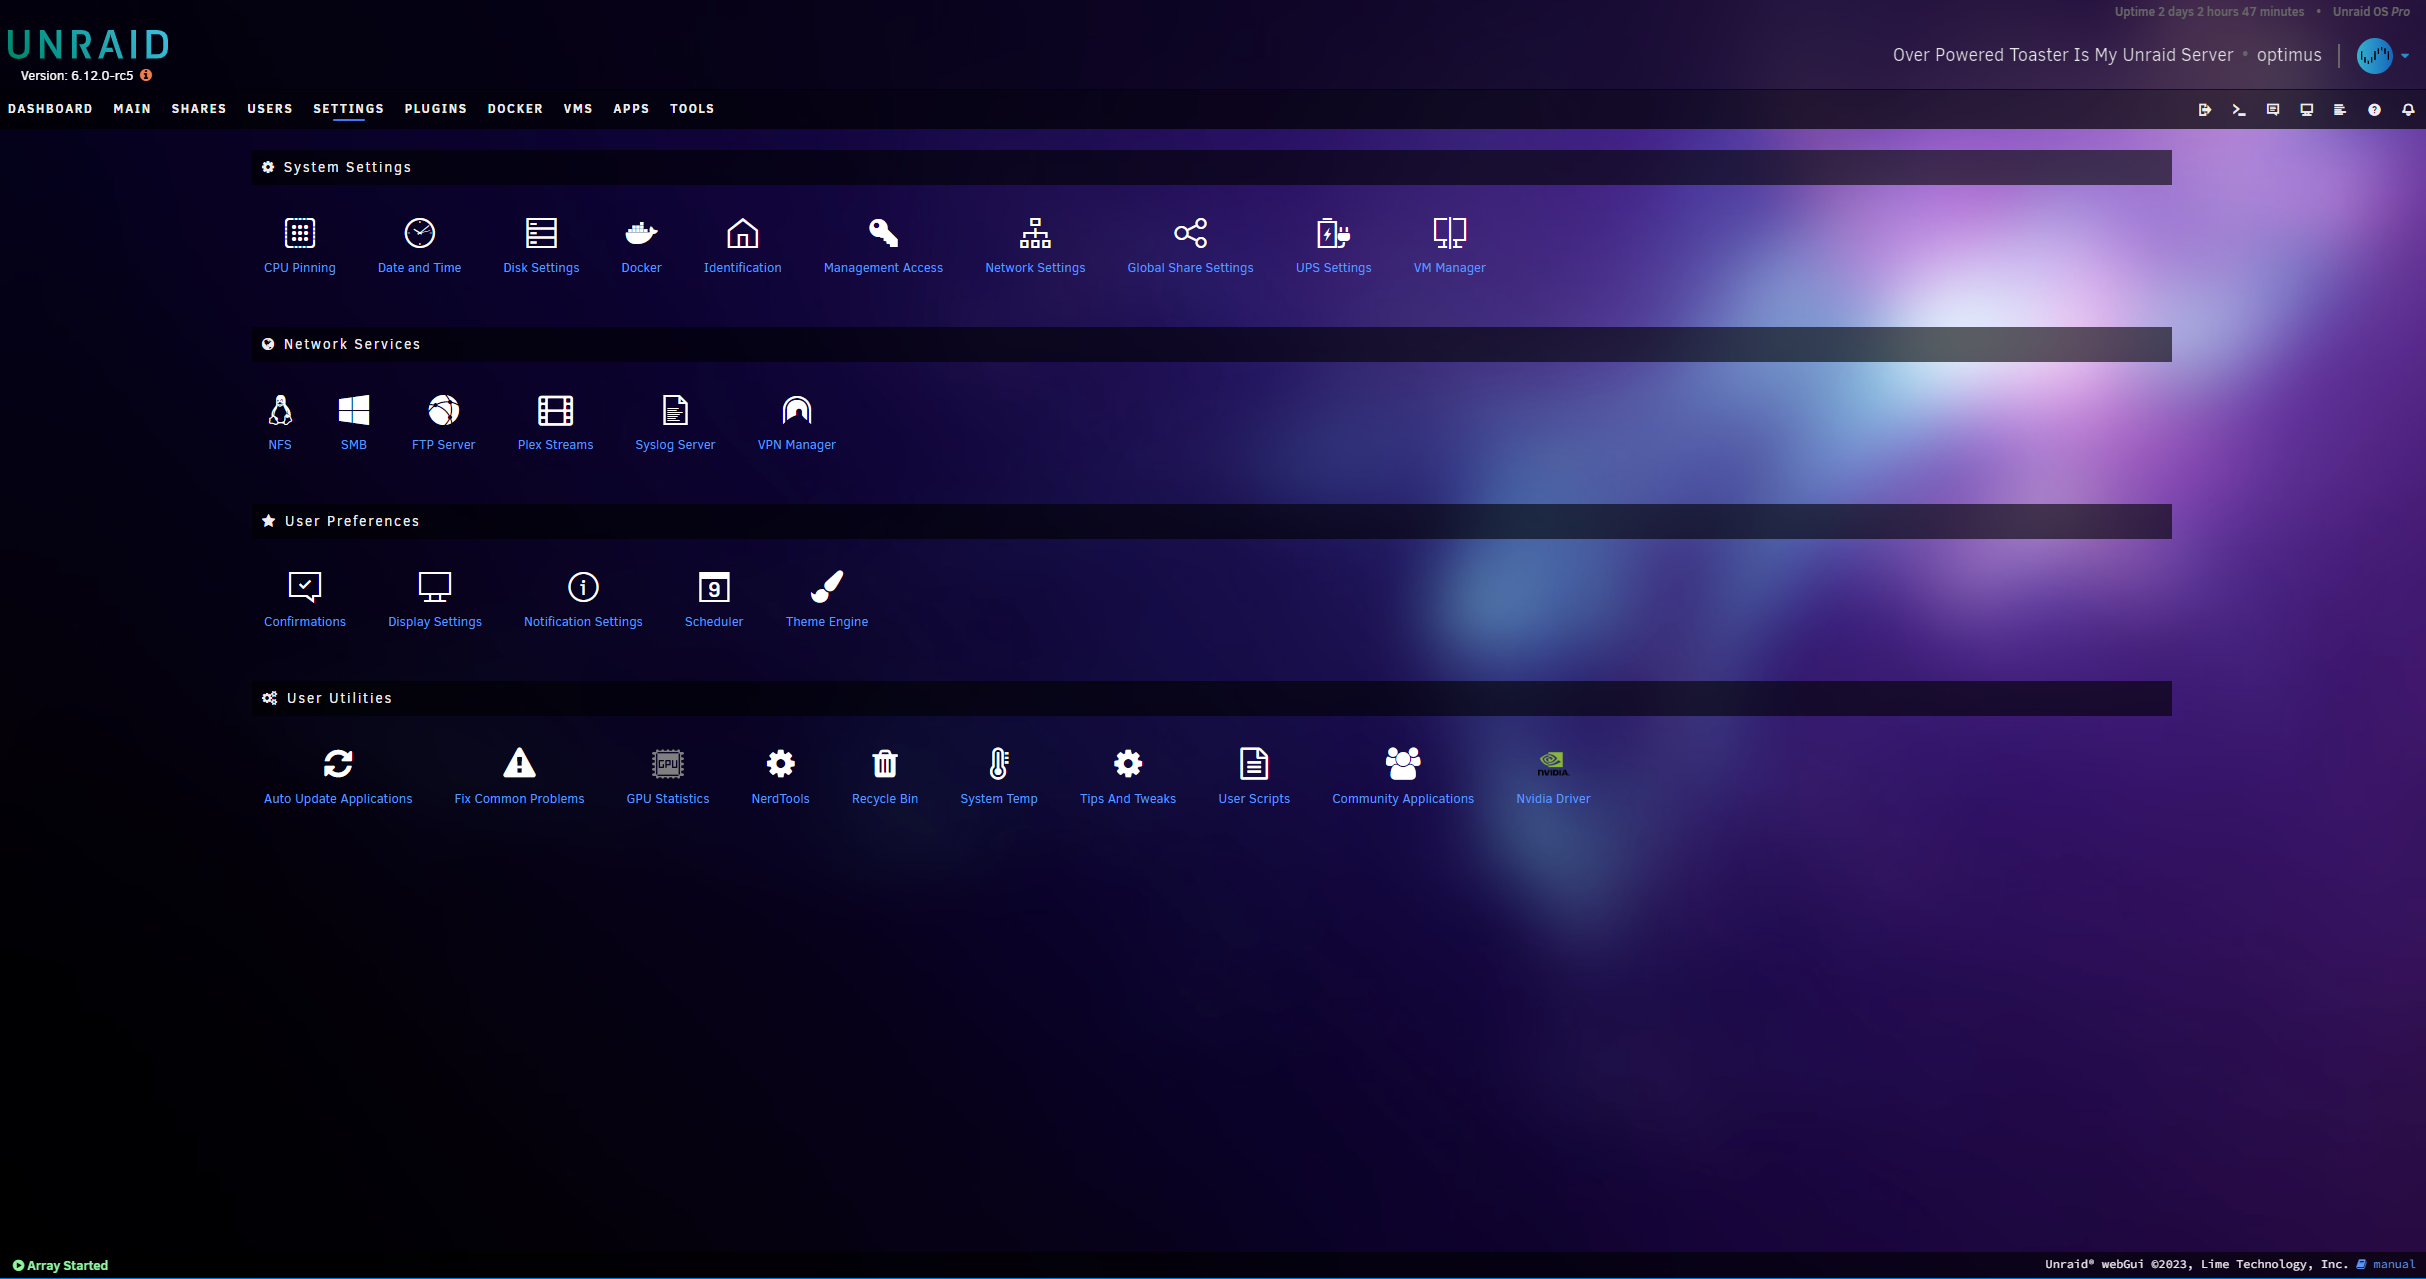 Uptime 2 days 2 hours 47 minutes • Unraid OS Pro
UNRAID
Over Powered Toaster Is My Unraid Server • optimus
Version: 6.12.0-rc5
DASHBOARD MAIN SHARES USERS SETTINGS PLUGINS DOCKER VMS APPS TOOLS
System Settings
CPU Pinning Date and Time Disk Settings Docker Identification Management Access Network Settings Global Share Settings UPS Settings VM Manager
Network Services
NFS SMB FTP Server Plex Streams Syslog Server VPN Manager
User Preferences
9
Confirmations Display Settings Notification Settings Scheduler Theme Engine
User Utilities
GPU NVIDIA.
Auto Update Applications Fix Common Problems GPU Statistics NerdTools Recycle Bin System Temp Tips And Tweaks User Scripts Community Applications Nvidia Driver
Array Started
Unraid® webGui ©2023, Lime Technology, Inc. manual